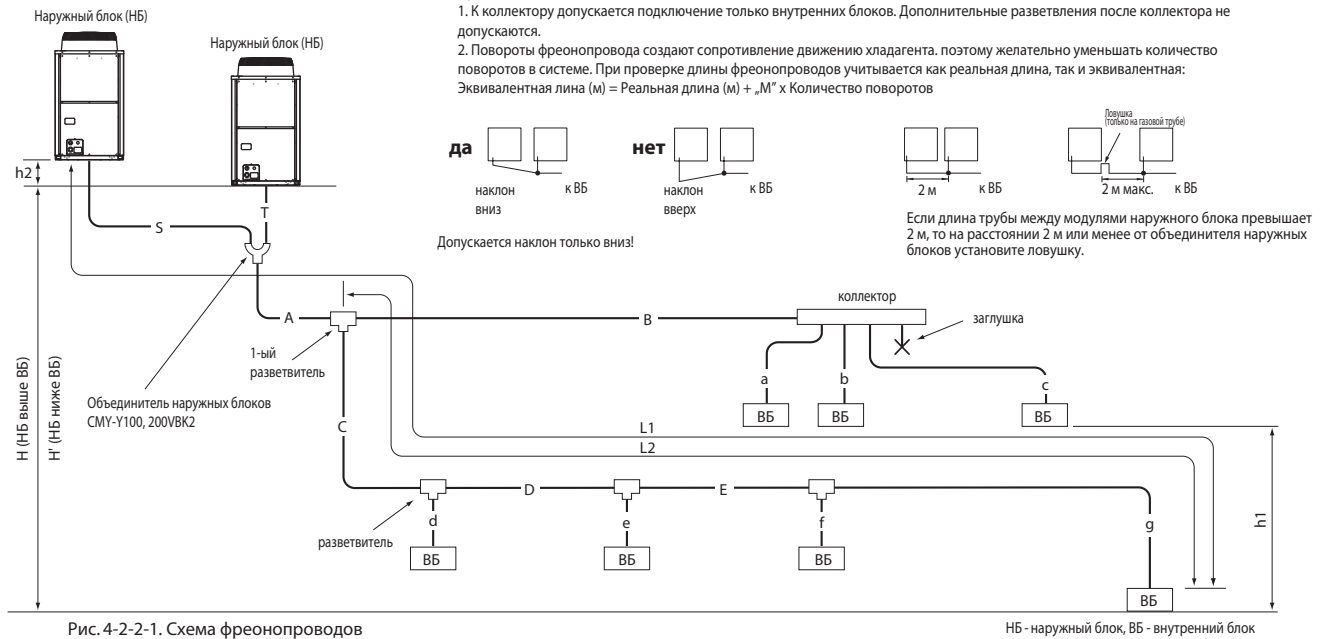 Наружный блок (НБ)
Наружный блок (НБ)
1. К коллектору допускается подключение только внутренних блоков. Дополнительные разветвления после коллектора не
допускаются.
2. Повороты фреонопровода создают сопротивление движению хладагента. поэтому желательно уменьшать количество
поворотов в системе. При проверке длины фреонопроводов учитывается как реальная длина, так и эквивалентная:
Эквивалентная лина (м) = Реальная длина (м) + „М” х Количество поворотов
да
наклон
вниз
к ВБ
нет
наклон
вверх
к ВБ
Допускается наклон только вниз!
2 м
к ВБ
Ловушка
(только на газовой трубе)
2 м макс.
к ВБ
Если длина трубы между модулями наружного блока превышает
2 м, то на расстоянии 2 м или менее от объединителя наружных
блоков установите ловушку.
h2
S
T
A
B
коллектор
заглушка
1-ый
разветвитель
Объединитель наружных блоков
CMY-Y100, 200VBK2
H (НБ выше ВБ)
H' (НБ ниже ВБ)
a
b
c
ВБ
ВБ
ВБ
C
L1
L2
D
E
d
e
f
g
h1
разветвитель
ВБ
ВБ
ВБ
ВБ
Рис. 4-2-2-1. Схема фреонопроводов
НБ - наружный блок, ВБ - внутренний блок